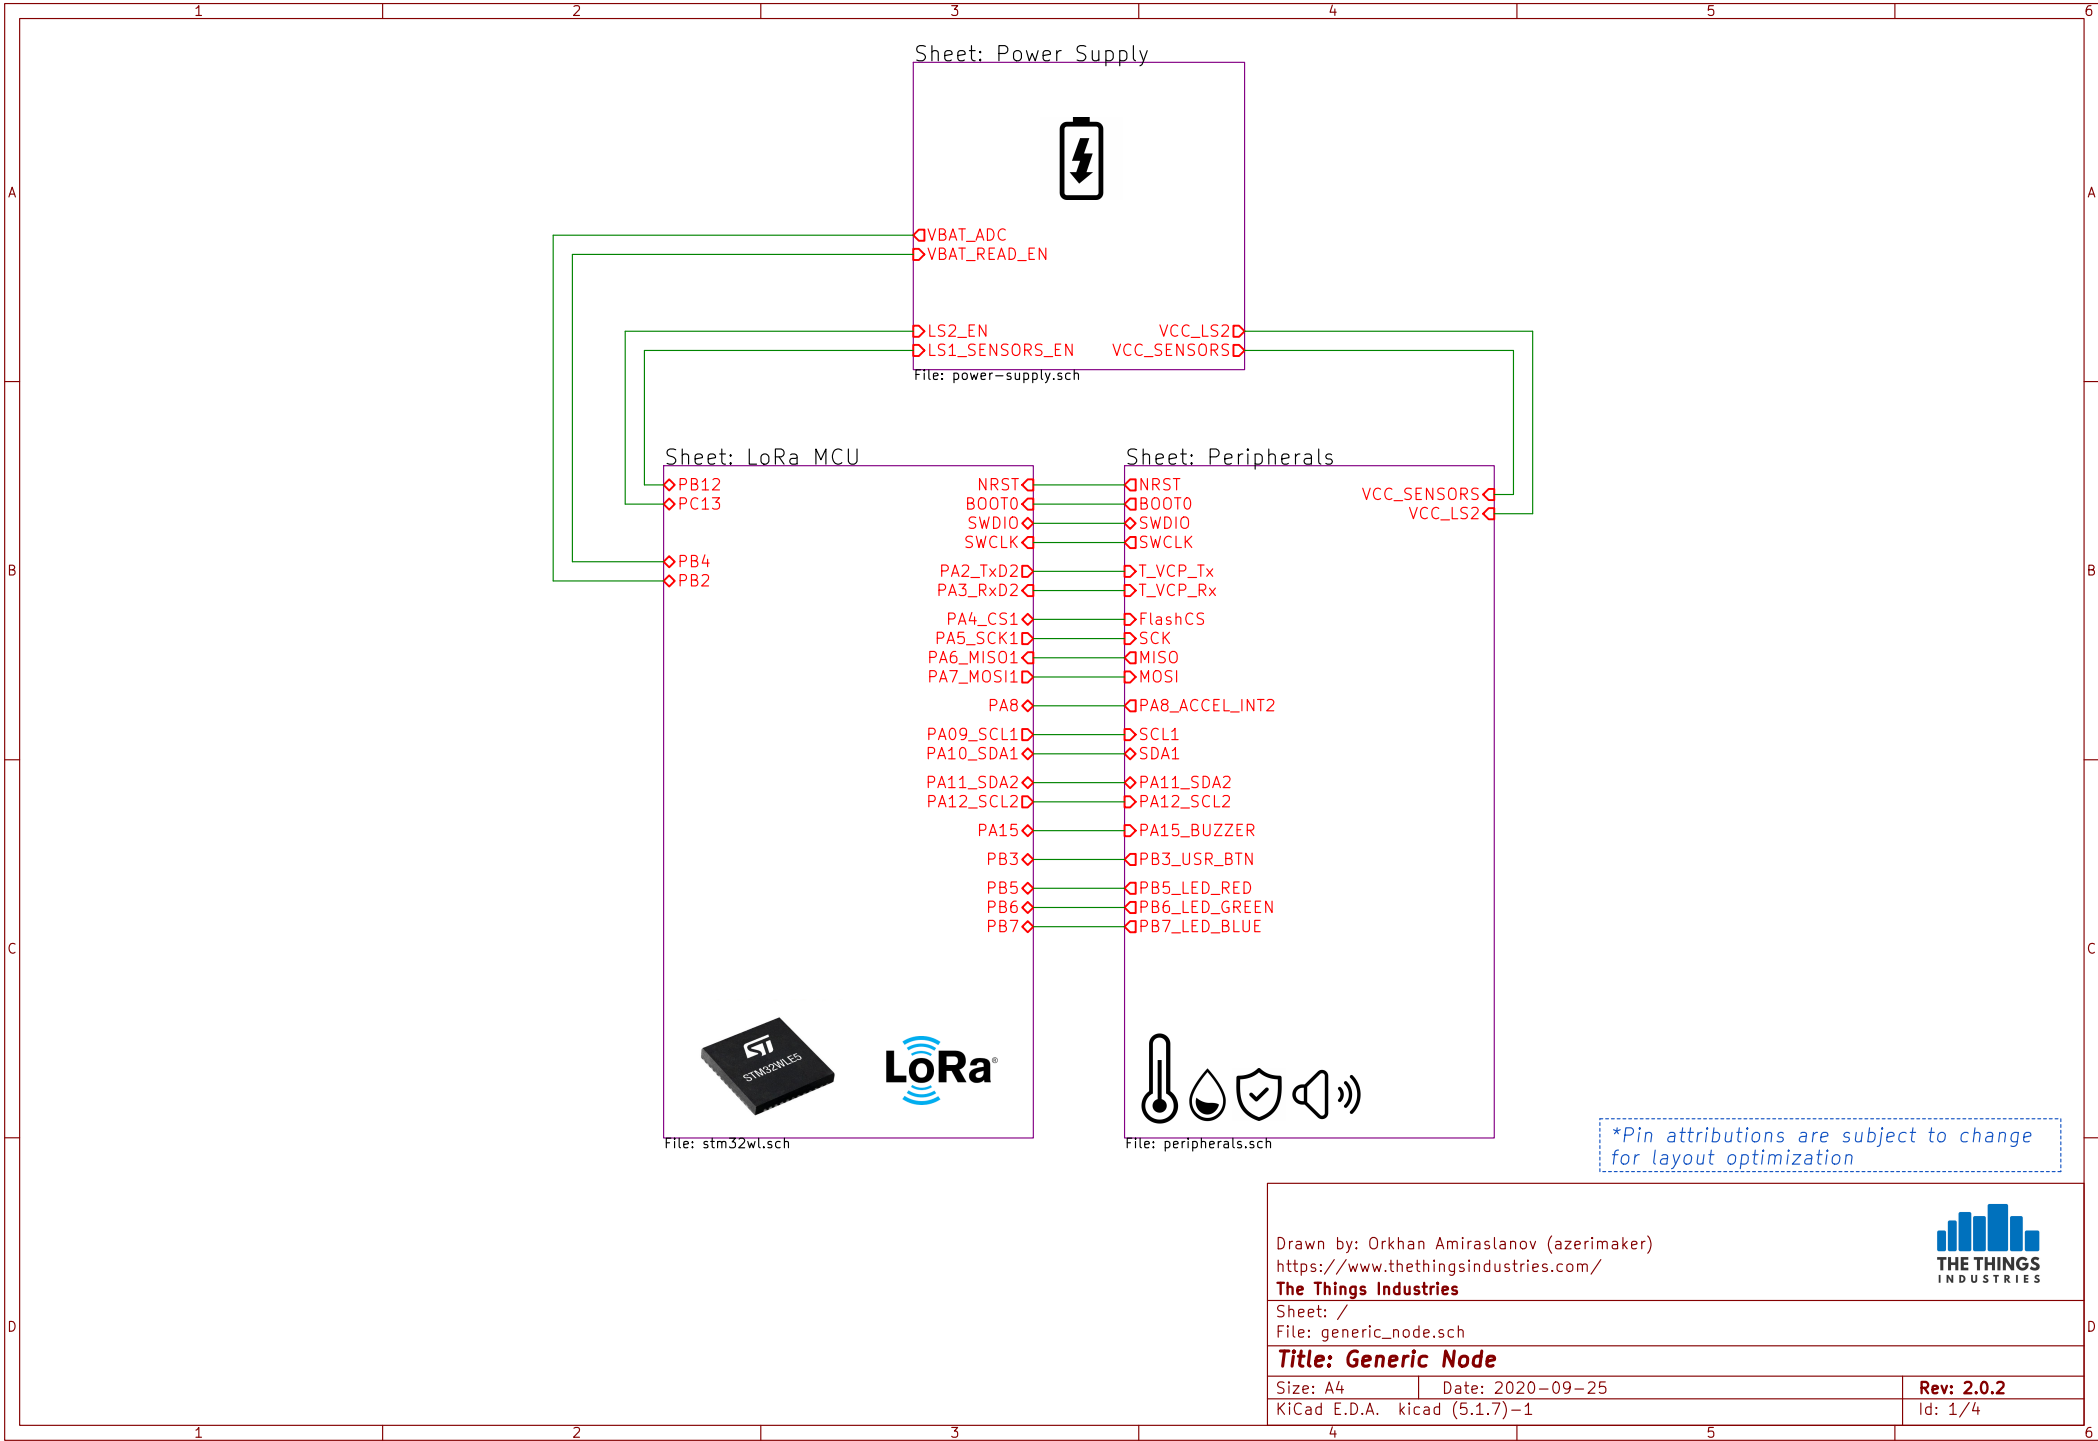 1 2 3 4 5 6
Sheet: Power Supply
A A
VBAT_ADC
VBAT_READ_EN
LS2_EN VCC_LS2
LS1_SENSORS_EN VCC_SENSORS
File: power-supply.sch
Sheet: LoRa MCU
PB12 NRST
PC13 BOOT0
SWDIO
SWCLK
PB4
PA2_TxD2
PB2
PA3_RxD2
PA4_CS1
PA5_SCK1
PA6_MISO1
PA7_MOSI1
PA8
PA09_SCL1
PA10_SDA1
PA11_SDA2
PA12_SCL2
PA15
PB3
PB5
PB6
PB7
ST
STM32WLE5
LoRa®
File: stm32wl.sch
Sheet: Peripherals
NRST
VCC_SENSORS
BOOT0
VCC_LS2
SWDIO
SWCLK
T_VCP_Tx
T_VCP_Rx
FlashCS
SCK
MISO
MOSI
PA8_ACCEL_INT2
SCL1
SDA1
PA11_SDA2
PA12_SCL2
PA15_BUZZER
PB3_USR_BTN
PB5_LED_RED
PB6_LED_GREEN
PB7_LED_BLUE
File: peripherals.sch
B B
C C
*Pin attributions are subject to change
for layout optimization
Drawn by: Orkhan Amiraslanov (azerimaker)
https://www.thethingsindustries.com/
The Things Industries
THE THINGS
INDUSTRIES
Sheet: /
File: generic_node.sch
D D
Title: Generic Node
Size: A4 Date: 2020-09-25 Rev: 2.0.2
KiCad E.D.A. kicad (5.1.7)-1 Id: 1/4
1 2 3 4 5 6